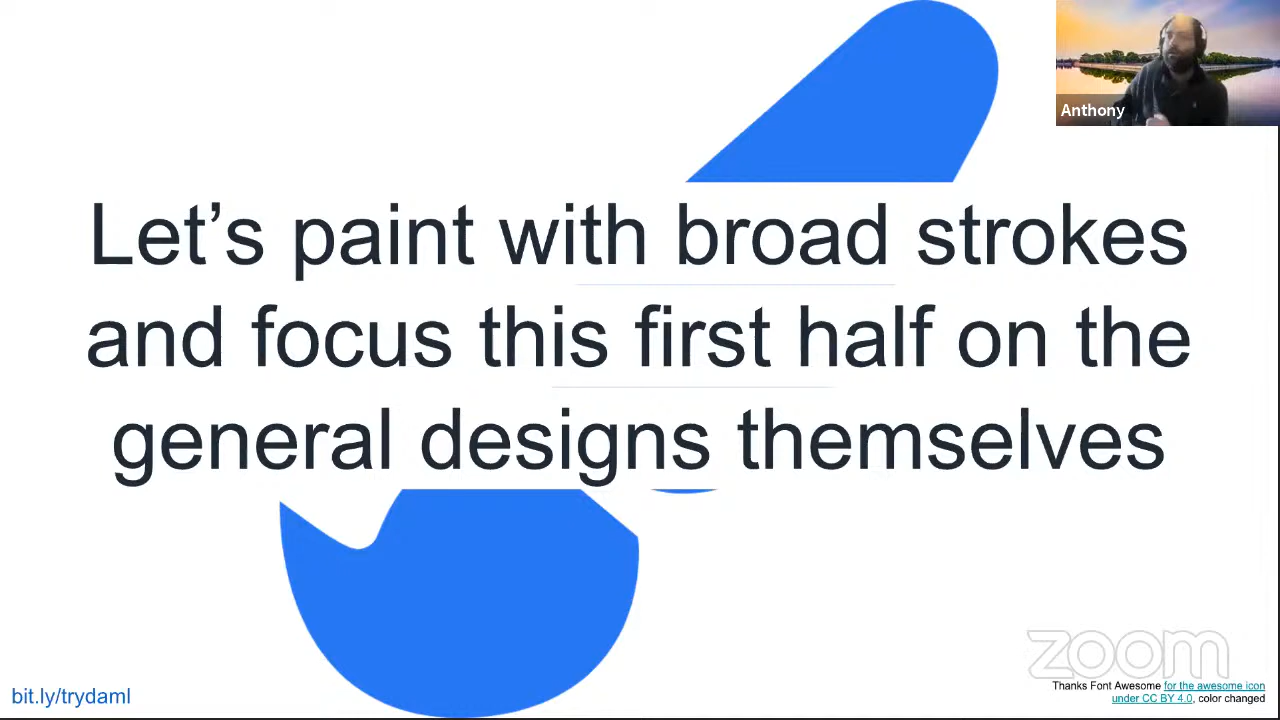 Anthony
Let's paint with broad strokes
and focus this first half on the
general designs themselves
zoom
Thanks Font Awesome for the awesome icon
under CC BY 4.0, color changed
bit.ly/trydaml